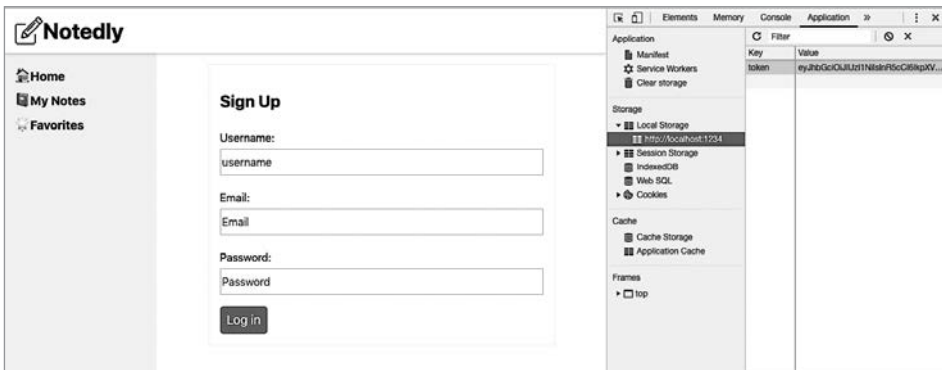 Notedly
Home
My Notes
Favorites
Sign Up
Username:
username
Email:
Email
Password:
Password
Log in
Elements Memory Console Application »
Application
Manifest
Service Workers
Clear storage
Storage
Local Storage
http://localhost:1234
Session Storage
IndexedDB
Web SQL
Cookies
Cache
Cache Storage
Application Cache
Frames
top
Filter
Key Value
token